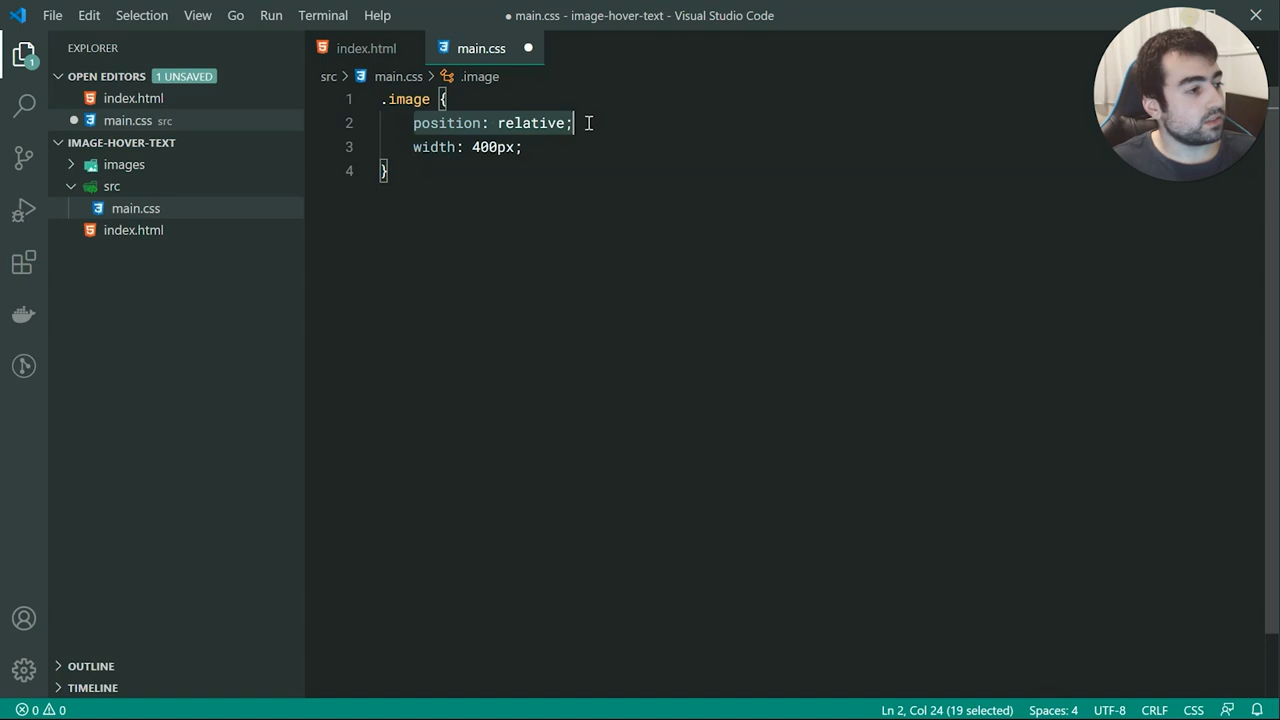 File Edit Selection View Go Run Terminal Help
● main.css - image-hover-text - Visual Studio Code
EXPLORER
OPEN EDITORS 1 UNSAVED
index.html
main.css src
IMAGE-HOVER-TEXT
images
src
main.css
index.html
OUTLINE
TIMELINE
1
index.html
main.css
src > main.css > .image
1 .image {
2 position: relative;
3 width: 400px;
4 }
0 0
Ln 2, Col 24 (19 selected) Spaces: 4 UTF-8 CRLF CSS